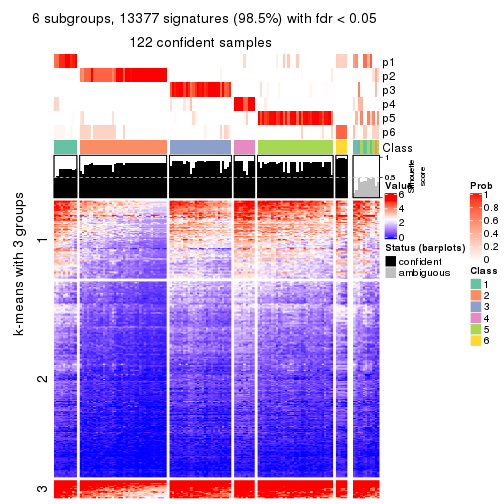 6 subgroups, 13377 signatures (98.5%) with fdr < 0.05
122 confident samples
p1
p2
p3
p4
p5
p6
Class
1
0.5
0
Silhouette
score
k-means with 3 groups
1
2
3
Value
6
4
2
0
Status (barplots)
confident
ambiguous
Prob
1
0.8
0.6
0.4
0.2
0
Class
1
2
3
4
5
6